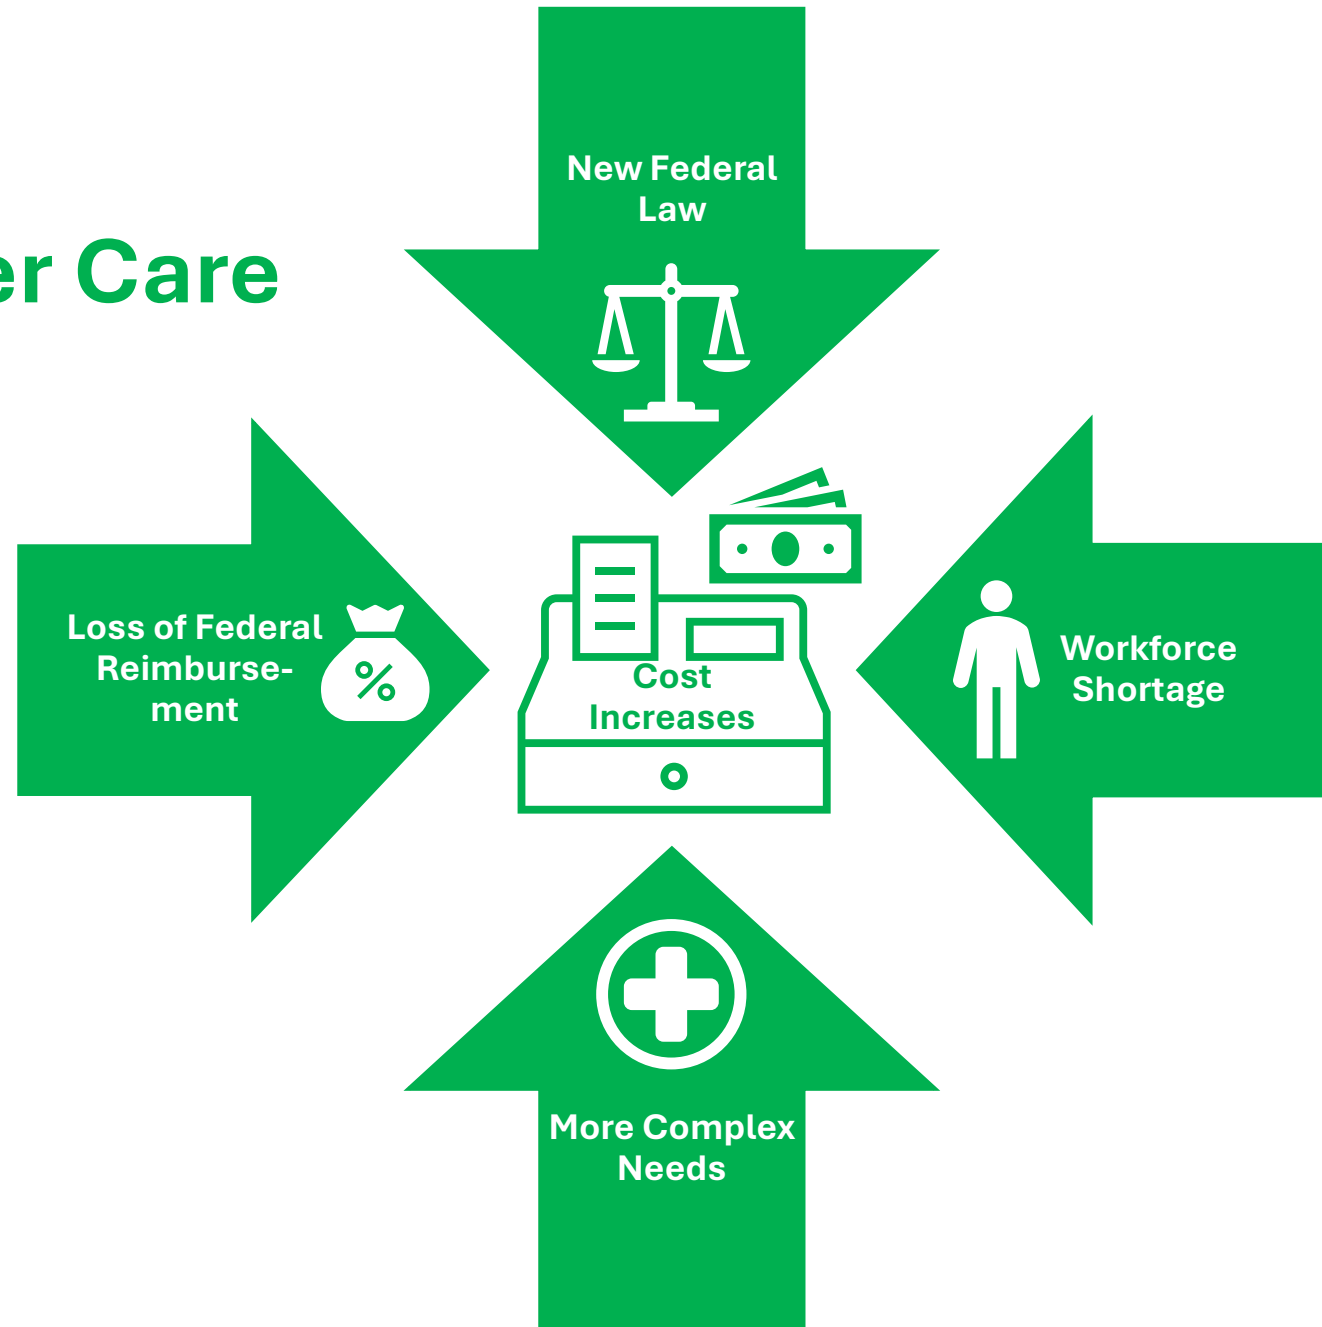 New Federal
Law
er Care
Loss of Federal
Reimburse-
ment
%
Cost
Increases
Workforce
Shortage
More Complex
Needs